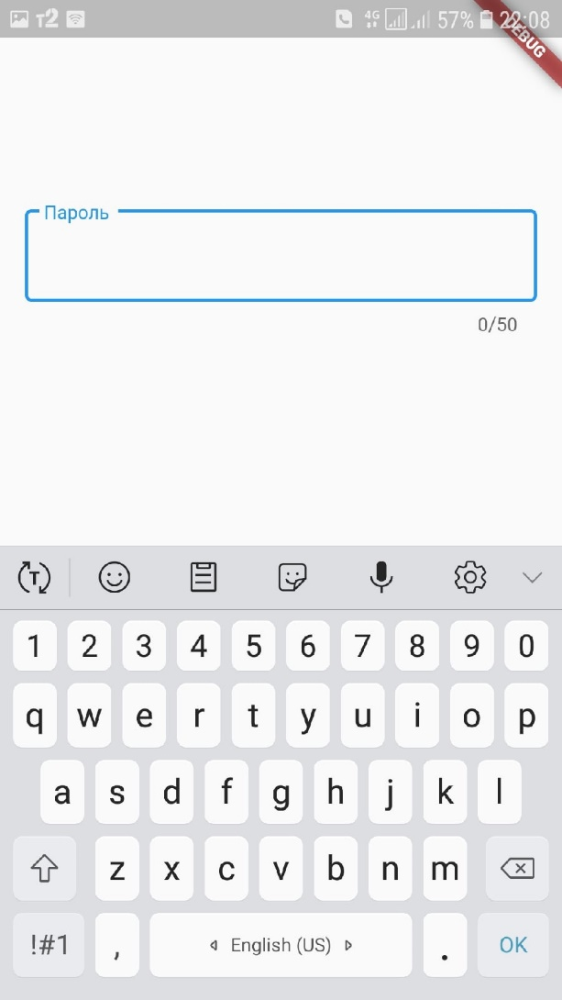 T2 4G 57% 22:08
DEBUG
Пароль
0/50
T
1 2 3 4 5 6 7 8 9 0
q w e r t y u i o p
a s d f g h j k l
z x c v b n m
!#1 , English (US) . OK